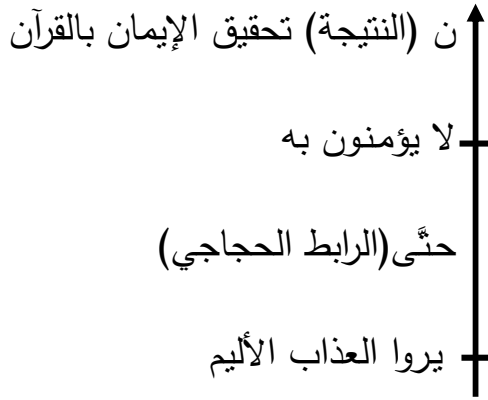 ن (النتيجة) تحقيق الإيمان بالقرآن
لا يؤمنون به
حتَّى(الرابط الحجاجي)
يروا العذاب الأليم